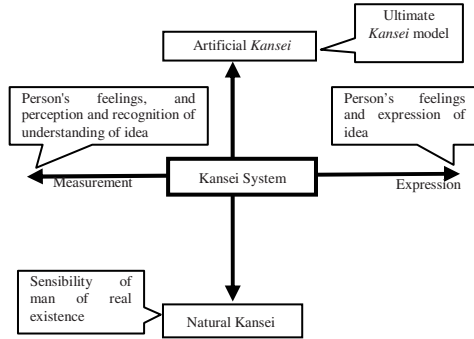 Ultimate
Kansei model
Artificial Kansei
Person's feelings, and
perception and recognition of
understanding of idea
Person's feelings
and expression of
idea
Measurement
Kansei System
Expression
Sensibility of
man of real
existence
Natural Kansei